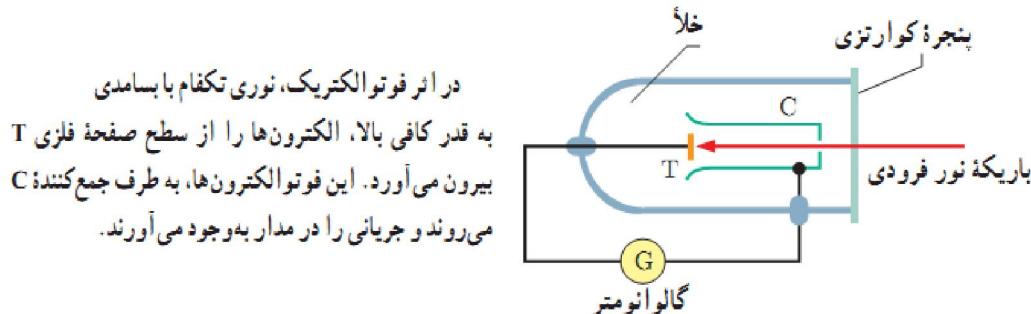 در اثر فوتوالکتریک، نوری تکفام با بسامدی
به قدر کافی بالا، الکترون‌ها را از سطح صفحهٔ فلزی T
بیرون می‌آورد. این فوتوالکترون‌ها، به طرف جمع‌کنندهٔ C
می‌روند و جریانی را در مدار به‌وجود می‌آورند.
خلأ
پنجرهٔ کوارتزی
C
T
باریکهٔ نور فرودی
G
گالوانومتر